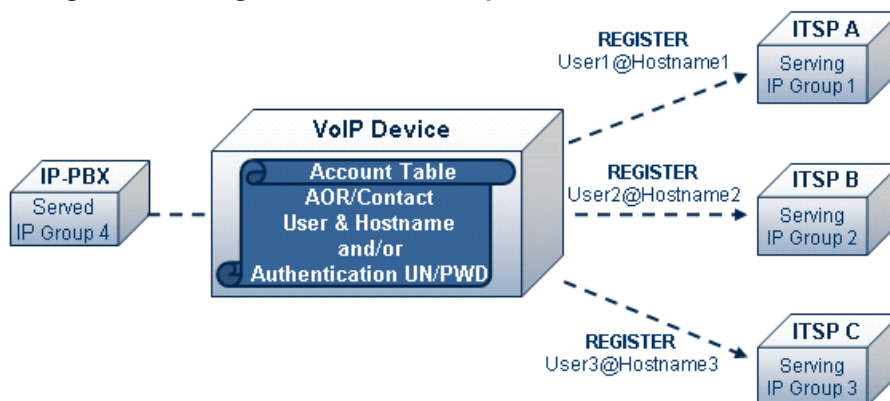 ITSP A
Serving
IP Group 1
REGISTER
User1@Hostname1
VoIP Device
Account Table
AOR/Contact
User & Hostname
and/or
Authentication UN/PWD
IP-PBX
Served
IP Group 4
REGISTER
User2@Hostname2
ITSP B
Serving
IP Group 2
REGISTER
User3@Hostname3
ITSP C
Serving
IP Group 3